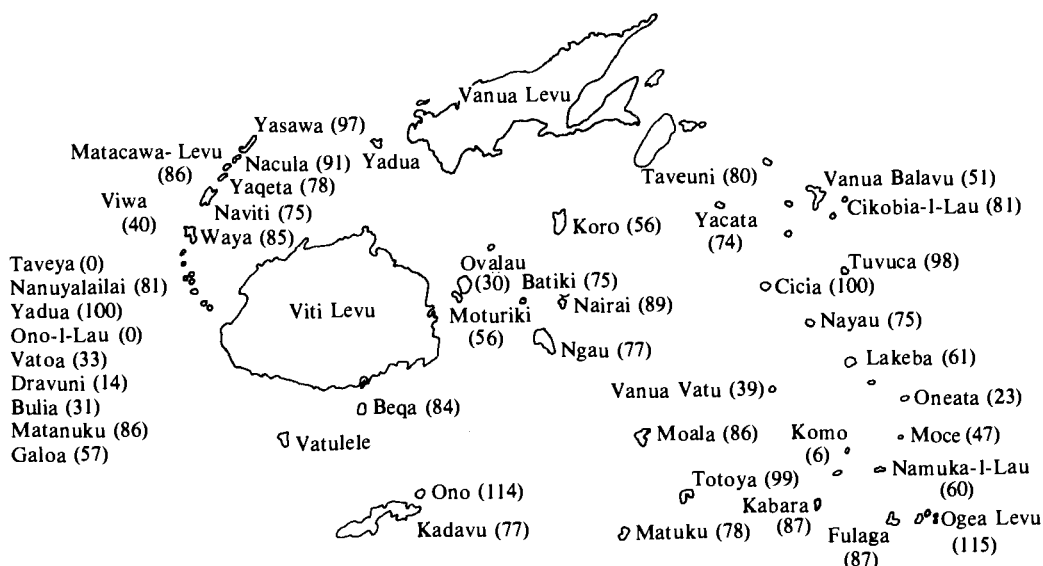 Vanua Levu
Yasawa (97)
Matacawa- Levu
(86)
Nacula (91)
Yadua
Yaqeta (78)
Viwa
(40)
Naviti (75)
Waya (85)
Taveuni (80)
Vanua Balavu (51)
Cikobia-l-Lau (81)
Yacata
(74)
Koro (56)
Taveya (0)
Nanuyalailai (81)
Yadua (100)
Ono-l-Lau (0)
Vatoa (33)
Dravuni (14)
Bulia (31)
Matanuku (86)
Galoa (57)
Viti Levu
Ovalau
(30)
Batiki (75)
Moturiki
(56)
Nairai (89)
Ngau (77)
Tuvuca (98)
Cicia (100)
Nayau (75)
Lakeba (61)
Vanua Vatu (39)
Oneata (23)
Beqa (84)
Vatulele
Moala (86)
Komo
(6)
Moce (47)
Namuka-l-Lau
(60)
Ono (114)
Kadavu (77)
Totoya (99)
Kabara
(87)
Matuku (78)
Fulaga
(87)
Ogea Levu
(115)